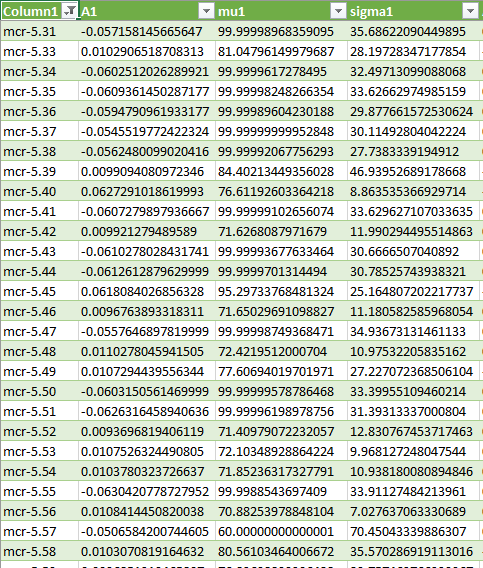 Column1 A1 mu1 sigma1
mcr-5.31 -0.057158145665647 99.99998968359095 35.68622090449895
mcr-5.33 0.0102906518708313 81.04796149979687 28.19728347177854
mcr-5.34 -0.0602512026289921 99.9999617278495 32.49713099088068
mcr-5.35 -0.0609361450287177 99.99998248266354 33.62662974985159
mcr-5.36 -0.0594790961933177 99.99989604230188 29.877661572530624
mcr-5.37 -0.0545519772422324 99.99999999952848 30.11492804042224
mcr-5.38 -0.0562480099020416 99.99992067756293 27.7383339194912
mcr-5.39 0.0099094080972346 84.40213449356028 46.93952689178668
mcr-5.40 0.0627291018619993 76.61192603364218 8.863535366929714
mcr-5.41 -0.0607279897936667 99.99999102656074 33.629627107033635
mcr-5.42 0.009921279489589 71.6268087971679 11.990294495514863
mcr-5.43 -0.0610278028431741 99.99993677633464 30.6666507040892
mcr-5.44 -0.0612612879629999 99.9999701314494 30.78525743938321
mcr-5.45 0.0618084026856328 95.29733768481324 25.164807202217737
mcr-5.46 0.0096763893318311 71.65029691098827 11.180582585968054
mcr-5.47 -0.0557646897819999 99.99998749368471 34.93673131461133
mcr-5.48 0.0110278045941505 72.4219512000704 10.97532205835162
mcr-5.49 0.0107294439556344 77.60694019701971 27.227072368506104
mcr-5.50 -0.0603150561469999 99.99999578786468 33.39955109460214
mcr-5.51 -0.0626316458940636 99.99996198978756 31.39313337000804
mcr-5.52 0.0093696819406119 71.40979072232057 12.830767453717463
mcr-5.53 0.0107526324490805 72.10348928864224 9.968127248047544
mcr-5.54 0.0103780323726637 71.85236317327791 10.938180080894846
mcr-5.55 -0.0630420778727952 99.9988543697409 33.91127484213961
mcr-5.56 0.0108414450820038 70.88253978848104 7.027637063330689
mcr-5.57 -0.0506584200744605 60.00000000000001 70.45043339886307
mcr-5.58 0.0103070819164632 80.56103464006672 35.570286919113016